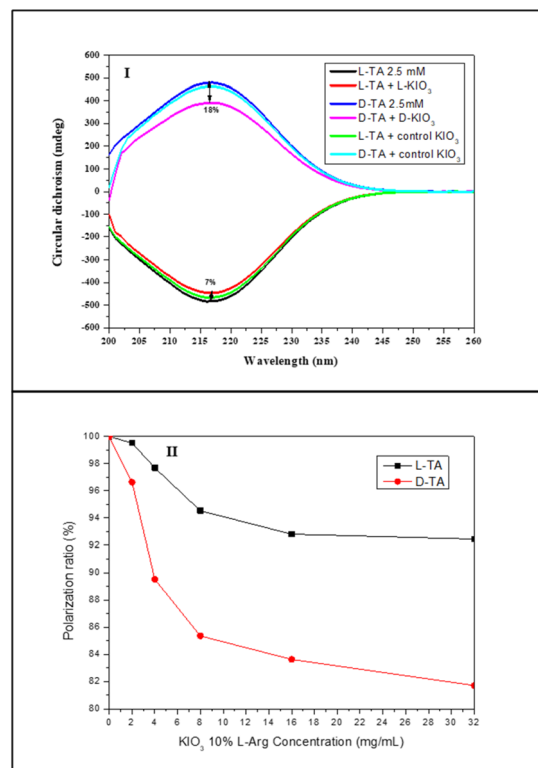 I
L-TA 2.5 mM
L-TA + L-KIO₃
D-TA 2.5mM
D-TA + D-KIO₃
L-TA + control KIO₃
D-TA + control KIO₃
600
500
400
300
200
100
0
-100
-200
-300
-400
-500
-600
18%
7%
Circular dichroism (mdeg)
200 205 210 215 220 225 230 235 240 245 250 255 260
Wavelength (nm)
II
L-TA
D-TA
100
98
96
94
92
90
88
86
84
82
80
Polarization ratio (%)
0 2 4 6 8 10 12 14 16 18 20 22 24 26 28 30 32
KIO₃ 10% L-Arg Concentration (mg/mL)